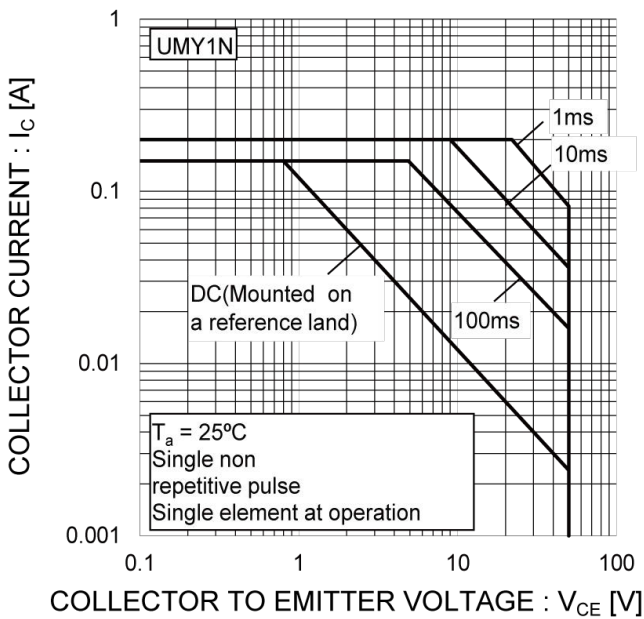 COLLECTOR CURRENT : IC [A]
1
0.1
0.01
0.001
UMY1N
1ms
10ms
DC(Mounted on
a reference land)
100ms
Ta = 25ºC
Single non
repetitive pulse
Single element at operation
0.1
1
10
100
COLLECTOR TO EMITTER VOLTAGE : VCE [V]